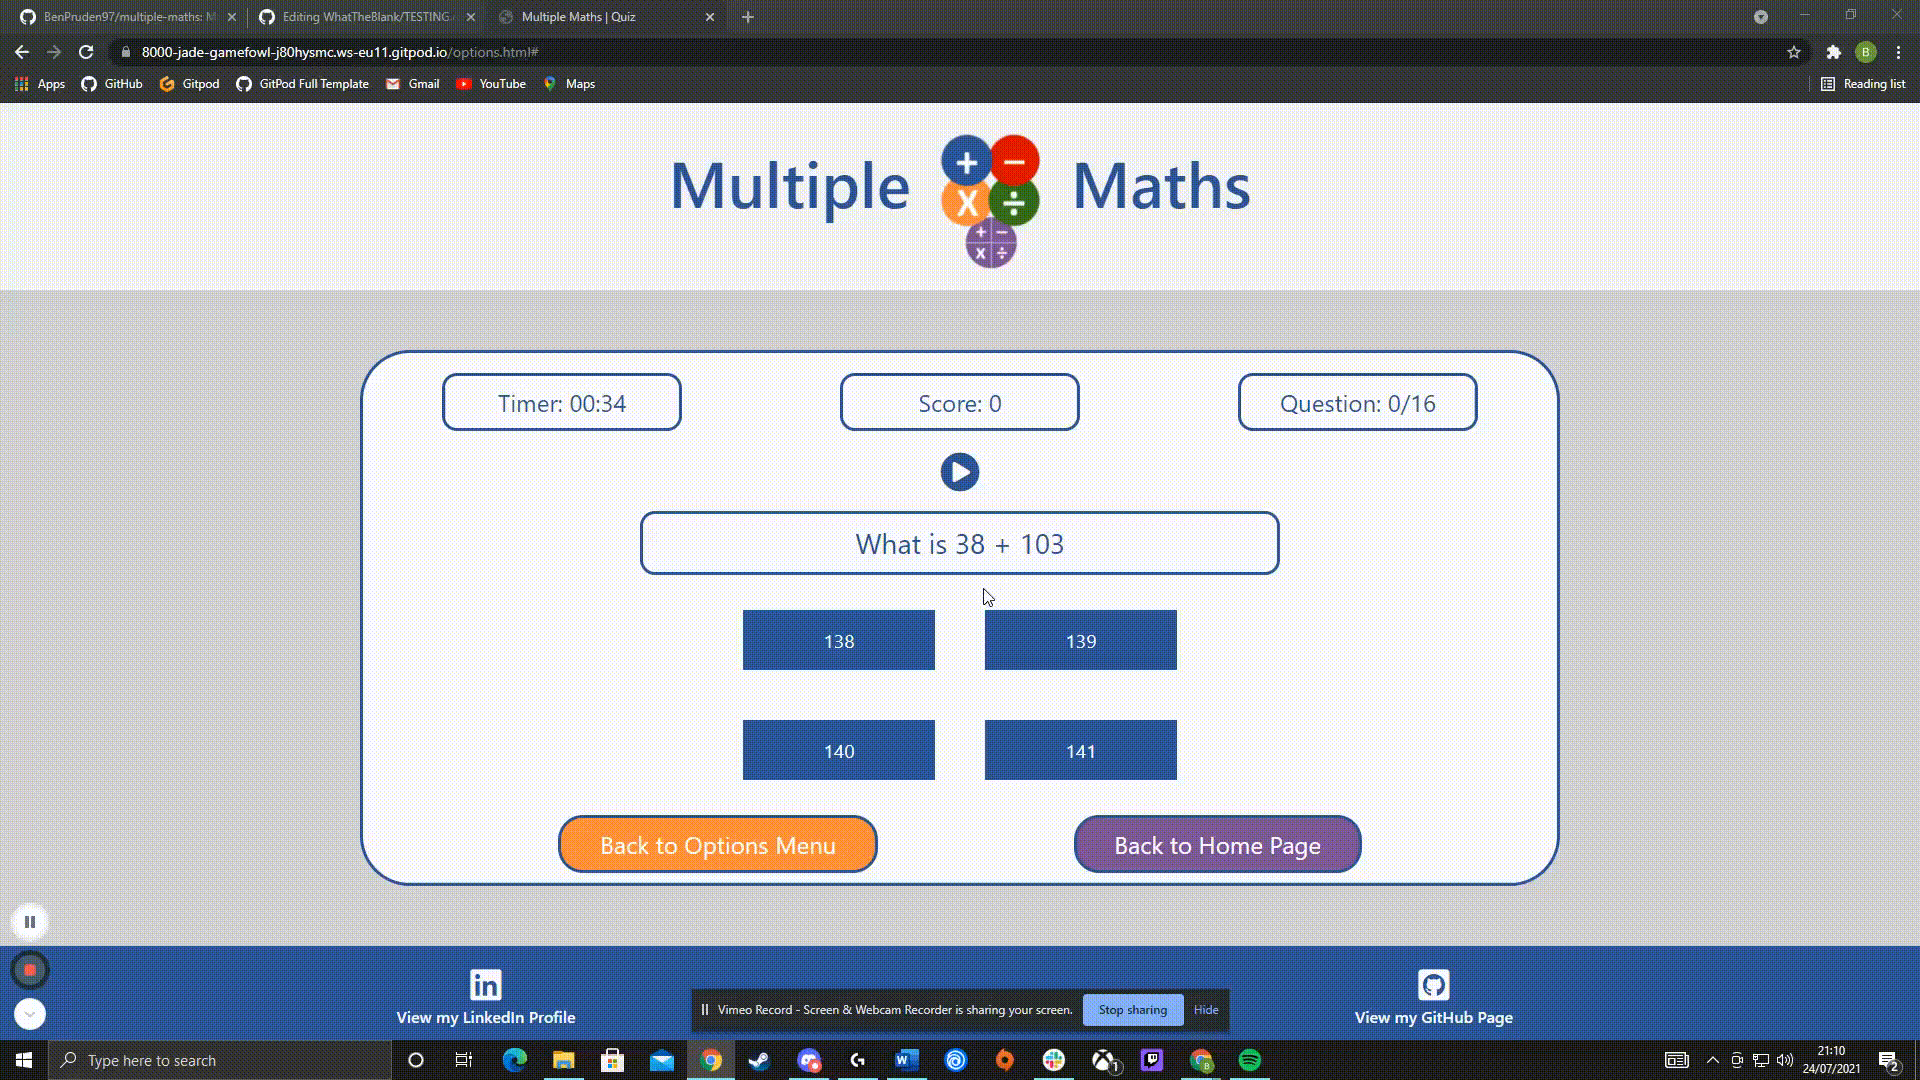 BenPruden97/multiple-maths: M
Editing WhatTheBlank/TESTING
Multiple Maths | Quiz
8000-jade-gamefowl-j80hysmc.ws-eu11.gitpod.io/options.html#
B
Apps
GitHub
Gitpod
GitPod Full Template
Gmail
YouTube
Maps
Reading list
Multiple + − x ÷ + − x ÷ Maths
Timer: 00:34
Score: 0
Question: 0/16
What is 38 + 103
138
139
140
141
Back to Options Menu
Back to Home Page
in
View my LinkedIn Profile
Vimeo Record - Screen & Webcam Recorder is sharing your screen.
Stop sharing
Hide
View my GitHub Page
Type here to search
W
1
B
21:10
24/07/2021
2